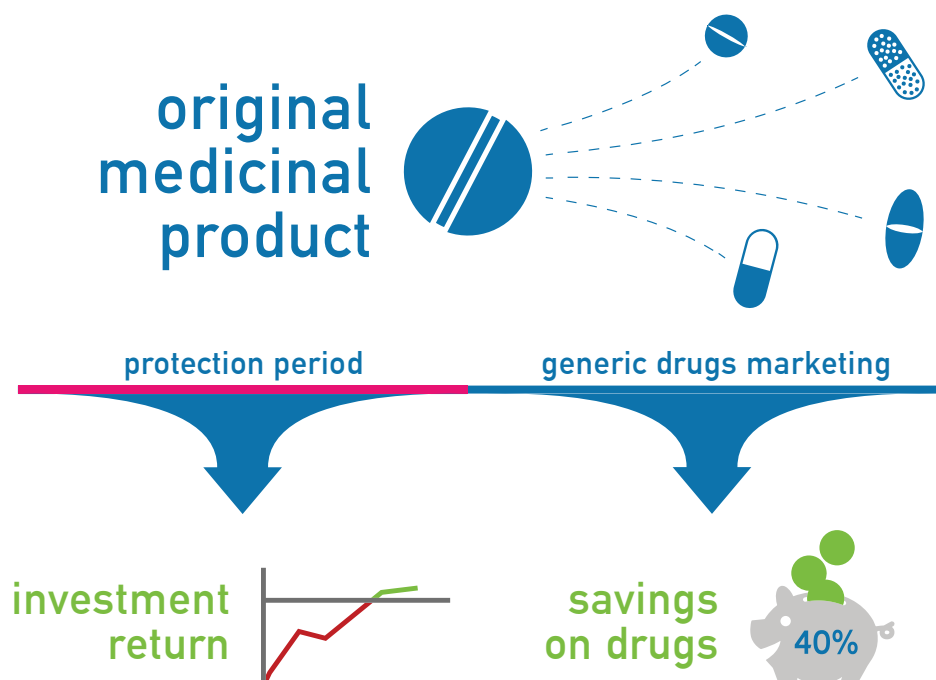 original
medicinal
product
protection period
generic drugs marketing
investment
return
savings
on drugs
40%